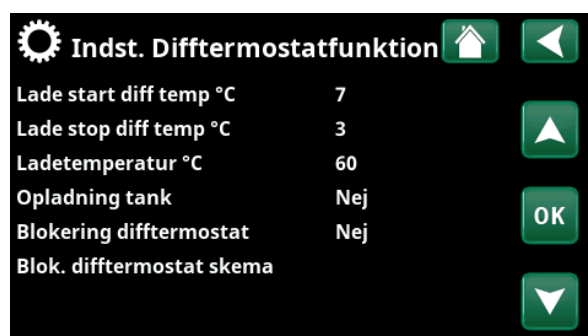 Indst. Difftermostatfunktion
Lade start diff temp °C 7
Lade stop diff temp °C 3
Ladetemperatur °C 60
Opladning tank Nej
OK
Blokering difftermostat Nej
Blok. difftermostat skema